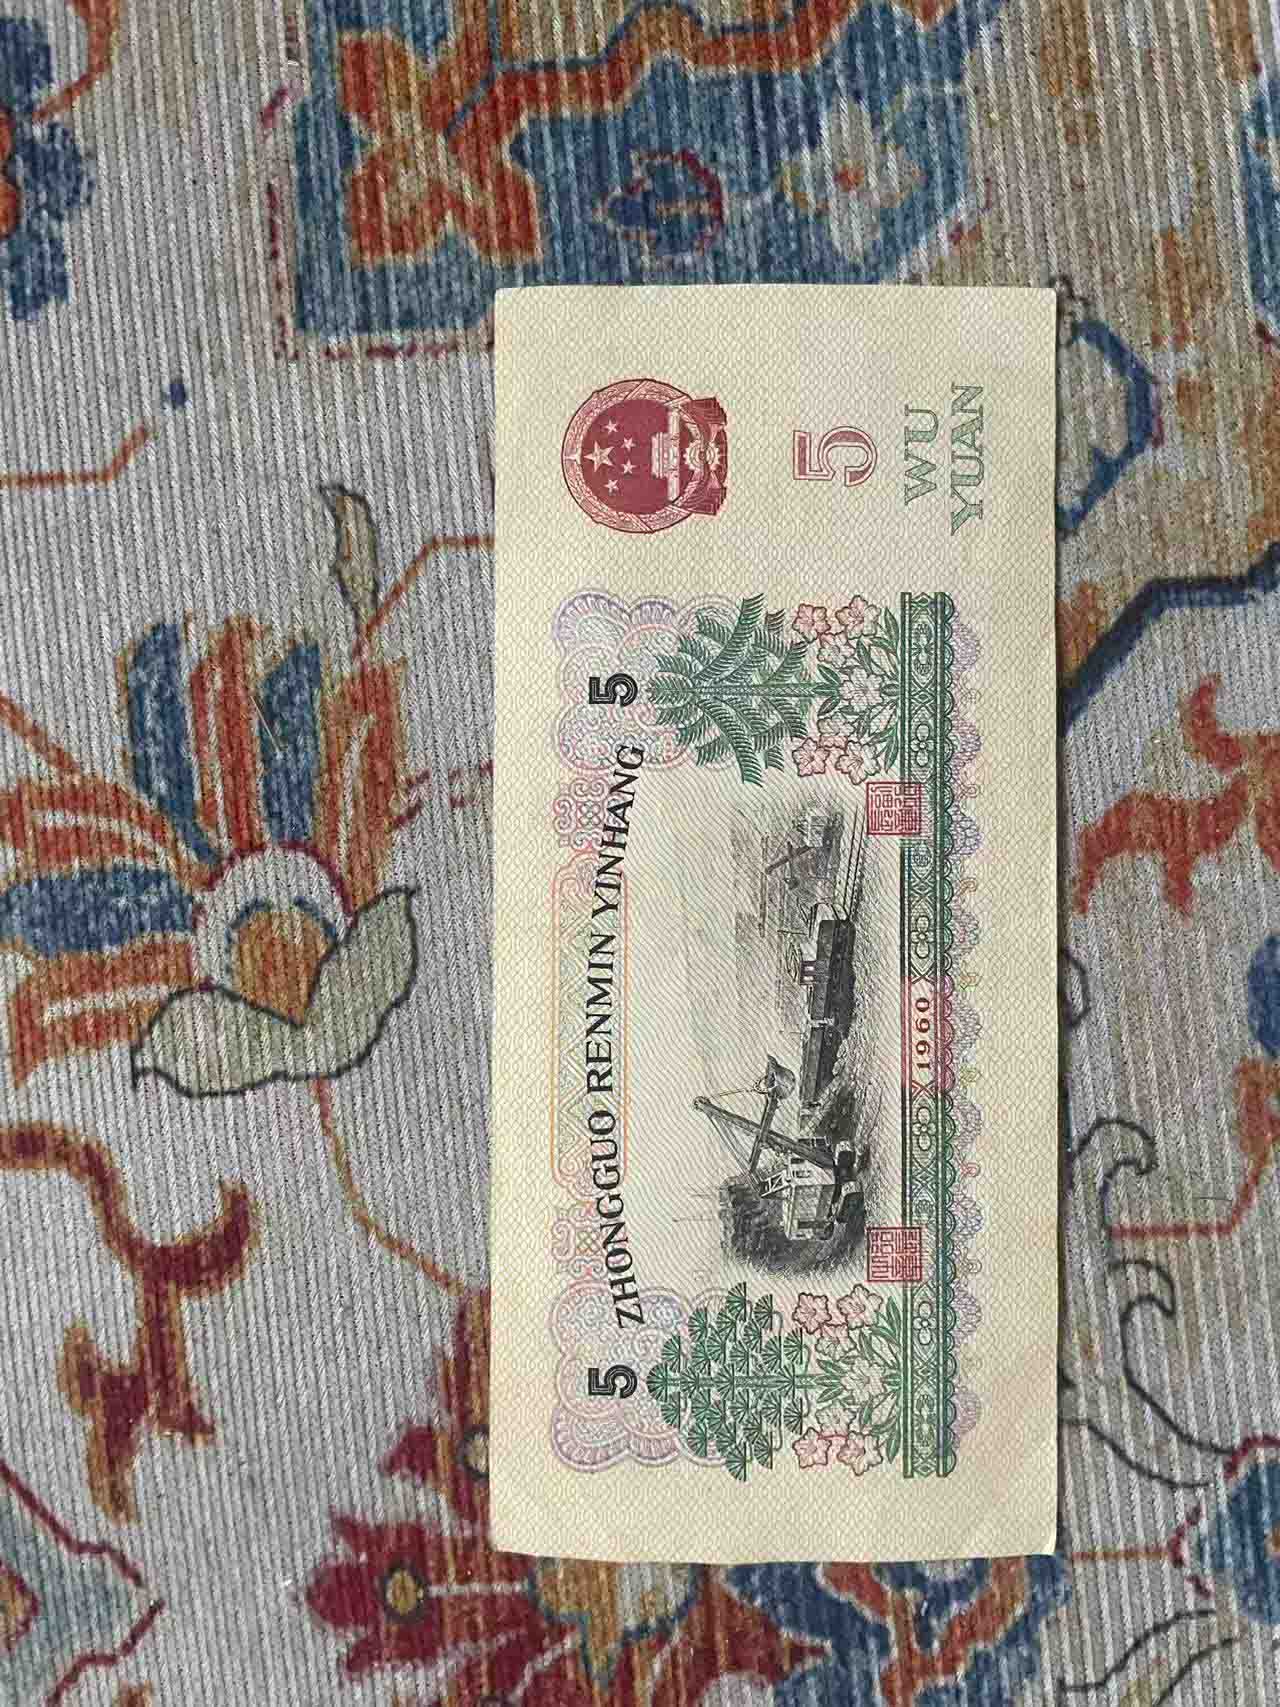 5 ZHONGGUO RENMIN YINHANG 5
5
WU
YUAN
1960